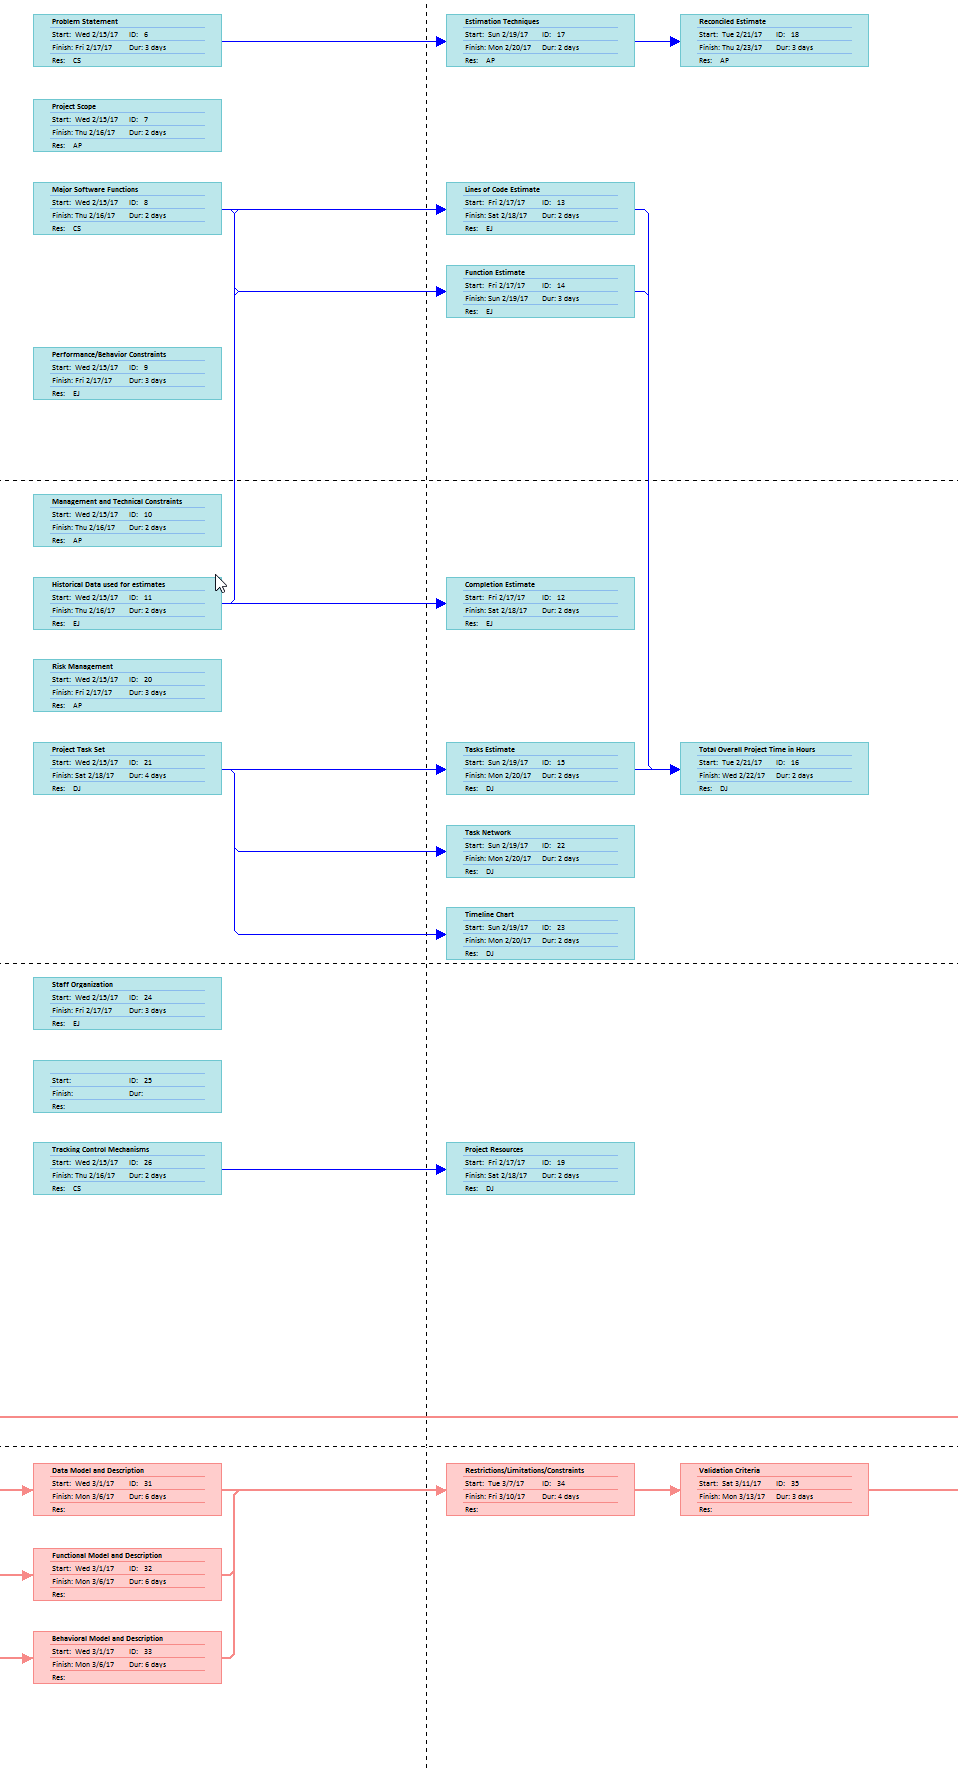 Problem Statement
Start: Wed 2/15/17 ID: 6
Finish: Fri 2/17/17 Dur: 3 days
Res: CS
Estimation Techniques
Start: Sun 2/19/17 ID: 17
Finish: Mon 2/20/17 Dur: 2 days
Res: AP
Reconciled Estimate
Start: Tue 2/21/17 ID: 18
Finish: Thu 2/23/17 Dur: 3 days
Res: AP
Project Scope
Start: Wed 2/15/17 ID: 7
Finish: Thu 2/16/17 Dur: 2 days
Res: AP
Major Software Functions
Start: Wed 2/15/17 ID: 8
Finish: Thu 2/16/17 Dur: 2 days
Res: CS
Lines of Code Estimate
Start: Fri 2/17/17 ID: 13
Finish: Sat 2/18/17 Dur: 2 days
Res: EJ
Function Estimate
Start: Fri 2/17/17 ID: 14
Finish: Sun 2/19/17 Dur: 3 days
Res: EJ
Performance/Behavior Constraints
Start: Wed 2/15/17 ID: 9
Finish: Fri 2/17/17 Dur: 3 days
Res: EJ
Management and Technical Constraints
Start: Wed 2/15/17 ID: 10
Finish: Thu 2/16/17 Dur: 2 days
Res: AP
Historical Data used for estimates
Start: Wed 2/15/17 ID: 11
Finish: Thu 2/16/17 Dur: 2 days
Res: EJ
Completion Estimate
Start: Fri 2/17/17 ID: 12
Finish: Sat 2/18/17 Dur: 2 days
Res: EJ
Risk Management
Start: Wed 2/15/17 ID: 20
Finish: Fri 2/17/17 Dur: 3 days
Res: AP
Project Task Set
Start: Wed 2/15/17 ID: 21
Finish: Sat 2/18/17 Dur: 4 days
Res: DJ
Tasks Estimate
Start: Sun 2/19/17 ID: 15
Finish: Mon 2/20/17 Dur: 2 days
Res: DJ
Total Overall Project Time in Hours
Start: Tue 2/21/17 ID: 16
Finish: Wed 2/22/17 Dur: 2 days
Res: DJ
Task Network
Start: Sun 2/19/17 ID: 22
Finish: Mon 2/20/17 Dur: 2 days
Res: DJ
Timeline Chart
Start: Sun 2/19/17 ID: 23
Finish: Mon 2/20/17 Dur: 2 days
Res: DJ
Staff Organization
Start: Wed 2/15/17 ID: 24
Finish: Fri 2/17/17 Dur: 3 days
Res: EJ
Start: ID: 25
Finish: Dur:
Res:
Tracking Control Mechanisms
Start: Wed 2/15/17 ID: 26
Finish: Thu 2/16/17 Dur: 2 days
Res: CS
Project Resources
Start: Fri 2/17/17 ID: 19
Finish: Sat 2/18/17 Dur: 2 days
Res: DJ
Data Model and Description
Start: Wed 3/1/17 ID: 31
Finish: Mon 3/6/17 Dur: 6 days
Res:
Restrictions/Limitations/Constraints
Start: Tue 3/7/17 ID: 34
Finish: Fri 3/10/17 Dur: 4 days
Res:
Validation Criteria
Start: Sat 3/11/17 ID: 35
Finish: Mon 3/13/17 Dur: 3 days
Res:
Functional Model and Description
Start: Wed 3/1/17 ID: 32
Finish: Mon 3/6/17 Dur: 6 days
Res:
Behavioral Model and Description
Start: Wed 3/1/17 ID: 33
Finish: Mon 3/6/17 Dur: 6 days
Res: